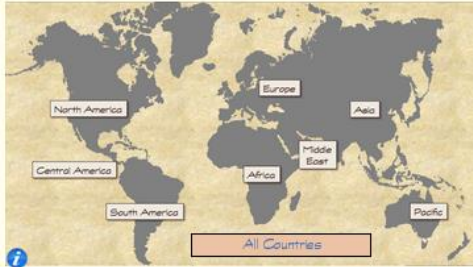 Europe
North America
Asia
Middle
East
Central America
Africa
South America
Pacific
All Countries
i